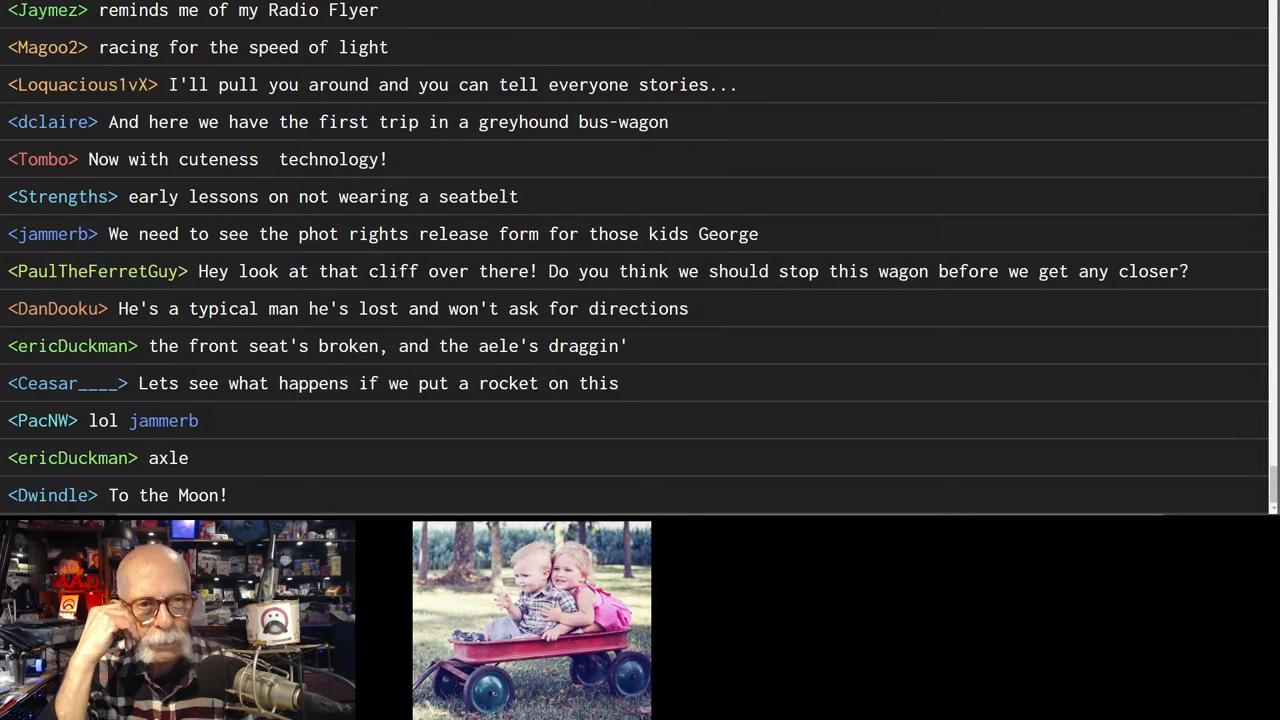 <Jaymez> reminds me of my Radio Flyer
<Magoo2> racing for the speed of light
<Loquacious1vX> I'll pull you around and you can tell everyone stories...
<dclaire> And here we have the first trip in a greyhound bus-wagon
<Tombo> Now with cuteness  technology!
<Strengths> early lessons on not wearing a seatbelt
<jammerb> We need to see the phot rights release form for those kids George
<PaulTheFerretGuy> Hey look at that cliff over there! Do you think we should stop this wagon before we get any closer?
<DanDooku> He's a typical man he's lost and won't ask for directions
<ericDuckman> the front seat's broken, and the aele's draggin'
<Ceasar____> Lets see what happens if we put a rocket on this
<PacNW> lol jammerb
<ericDuckman> axle
<Dwindle> To the Moon!